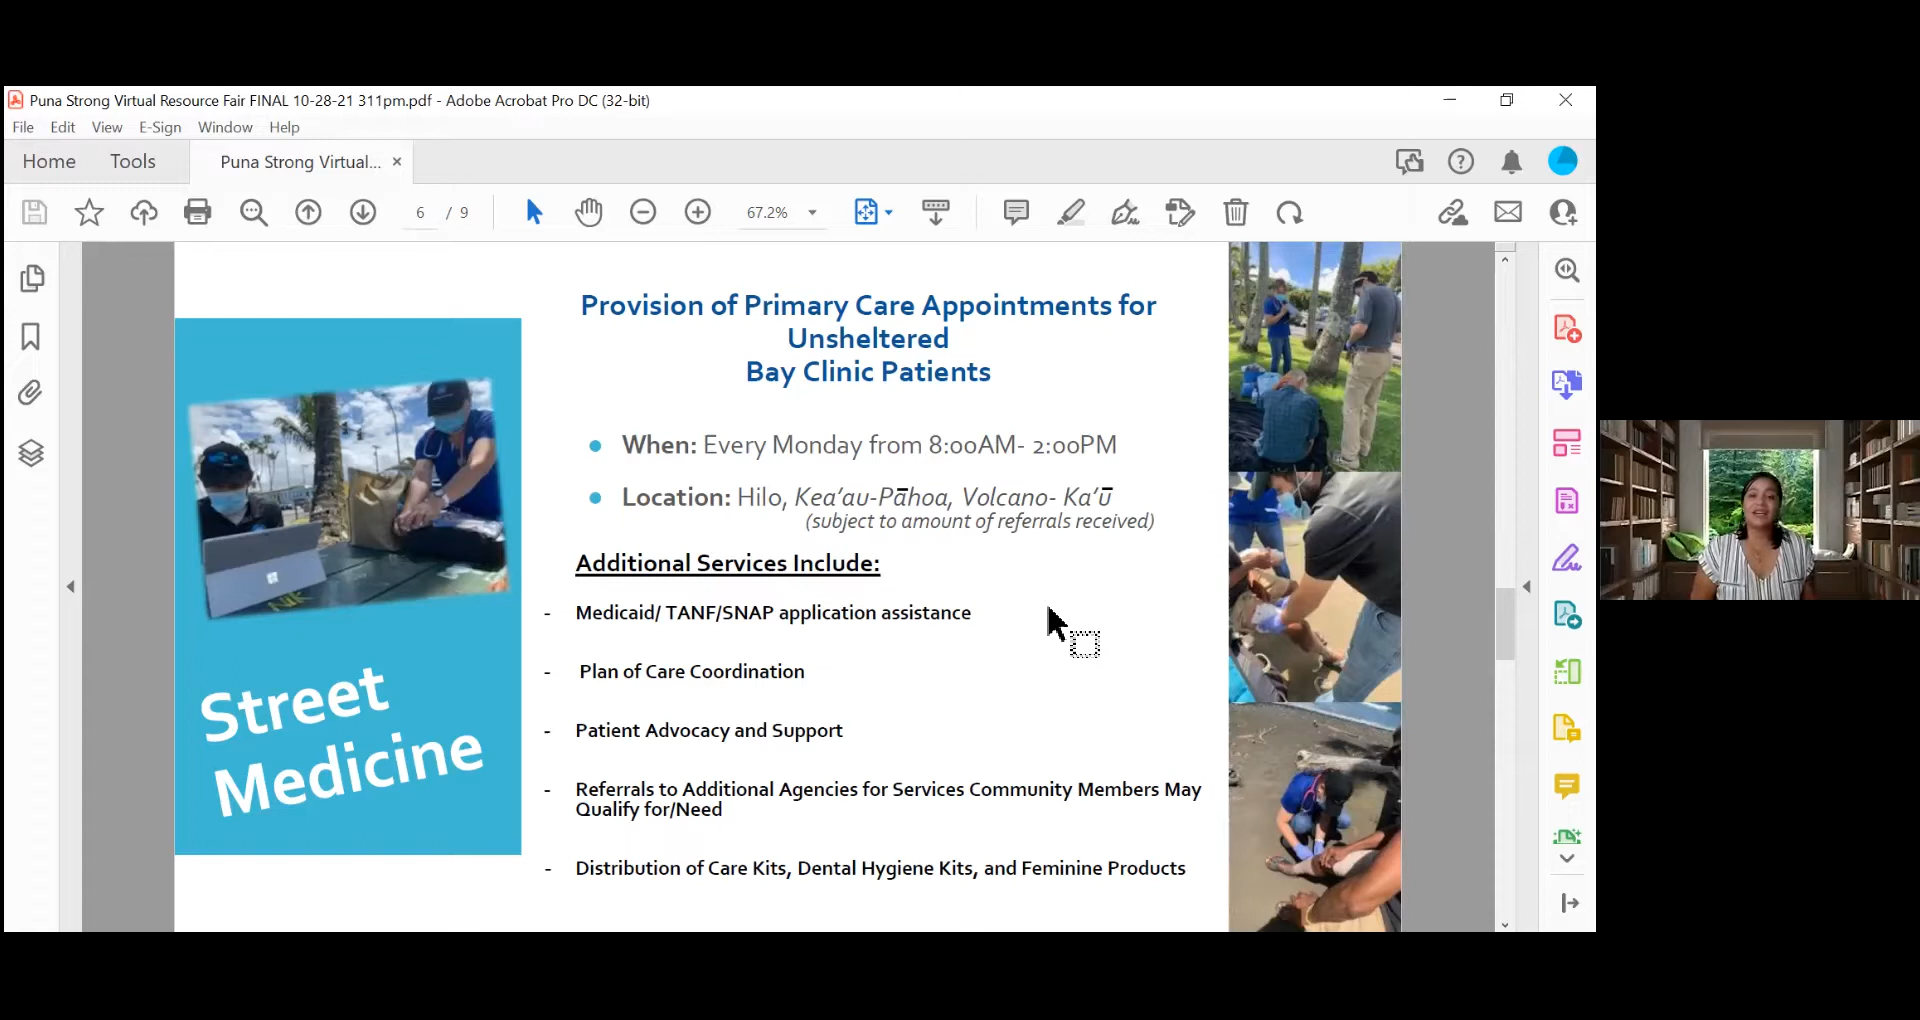 Puna Strong Virtual Resource Fair FINAL 10-28-21 311pm.pdf - Adobe Acrobat Pro DC (32-bit)
File Edit View E-Sign Window Help
Home Tools Puna Strong Virtual...
6 / 9 67.2%
Provision of Primary Care Appointments for
Unsheltered
Bay Clinic Patients
• When: Every Monday from 8:00AM- 2:00PM
• Location: Hilo, Kea’au-Pāhoa, Volcano- Ka’ū
(subject to amount of referrals received)
Additional Services Include:
- Medicaid/ TANF/SNAP application assistance
- Plan of Care Coordination
- Patient Advocacy and Support
- Referrals to Additional Agencies for Services Community Members May
Qualify for/Need
- Distribution of Care Kits, Dental Hygiene Kits, and Feminine Products
Street
Medicine